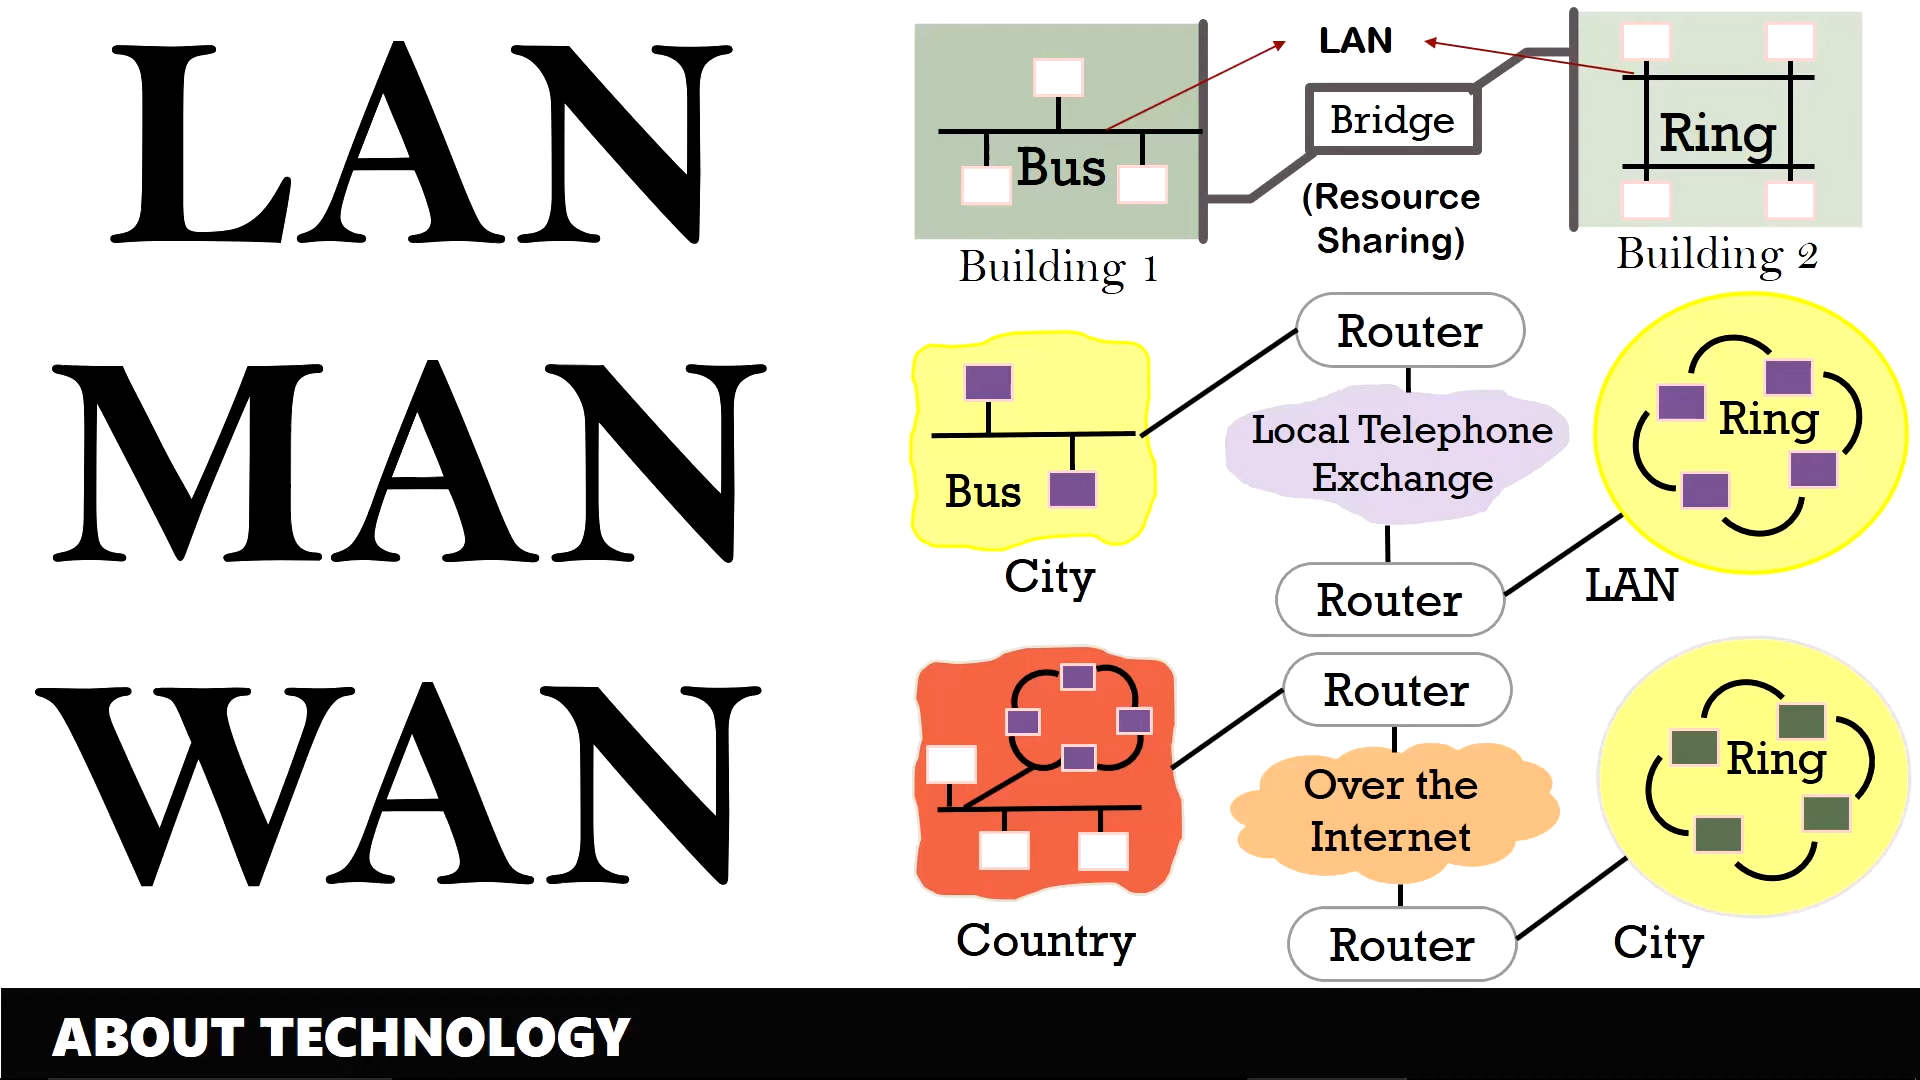 LAN
LAN
Bus
Bridge
Ring
(Resource
Sharing)
Building 1
Building 2
MAN
Router
Local Telephone
Exchange
Ring
Bus
City
Router
LAN
WAN
Router
Ring
Over the
Internet
Country
Router
City
ABOUT TECHNOLOGY